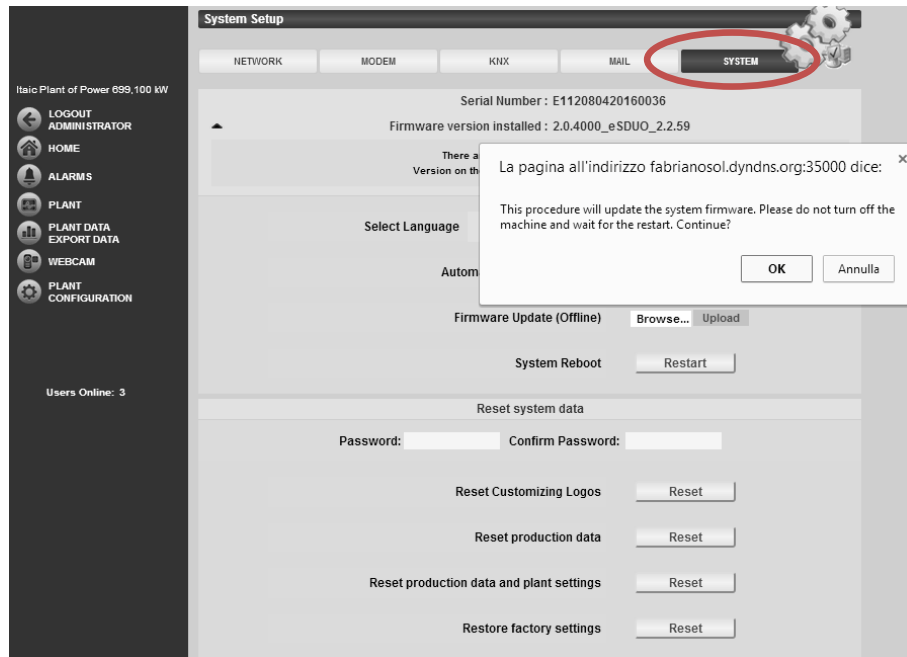 System Setup
NETWORK MODEM KNX MAIL SYSTEM
Itaic Plant of Power 699,100 kW
LOGOUT
ADMINISTRATOR
HOME
ALARMS
PLANT
PLANT DATA
EXPORT DATA
WEBCAM
PLANT
CONFIGURATION
Users Online: 3
Serial Number : E112080420160036
Firmware version installed : 2.0.4000_eSDUO_2.2.59
There a
Version on th
La pagina all'indirizzo fabrianosol.dyndns.org:35000 dice:
This procedure will update the system firmware. Please do not turn off the
machine and wait for the restart. Continue?
OK Annulla
Select Language
Autom
Firmware Update (Offline) Browse... Upload
System Reboot Restart
Reset system data
Password: Confirm Password:
Reset Customizing Logos Reset
Reset production data Reset
Reset production data and plant settings Reset
Restore factory settings Reset